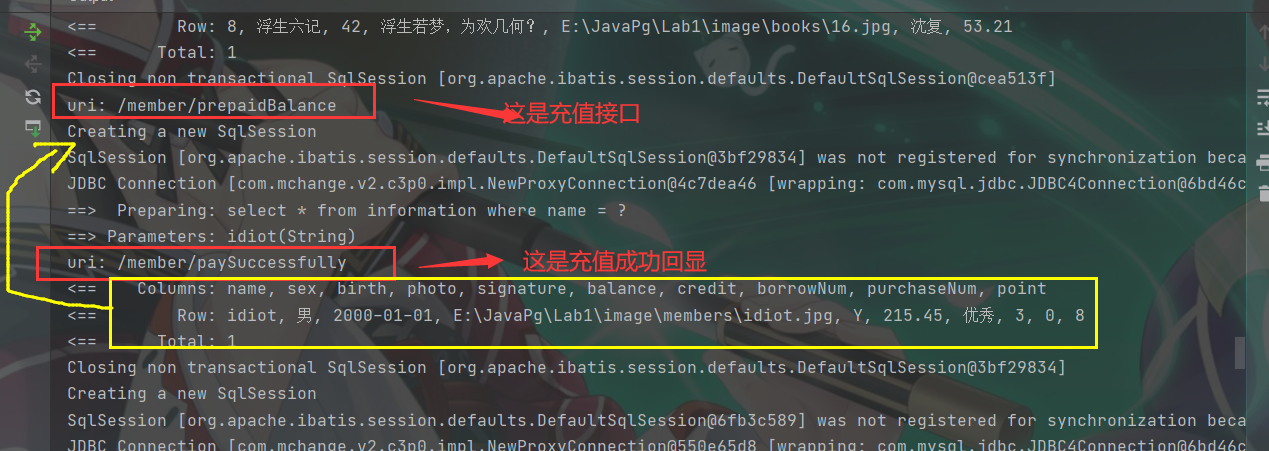 <==        Row: 8, 浮生六记, 42, 浮生若梦，为欢几何？, E:\JavaPg\Lab1\image\books\16.jpg, 沈复, 53.21
<==      Total: 1
Closing non transactional SqlSession [org.apache.ibatis.session.defaults.DefaultSqlSession@cea513f]
uri: /member/prepaidBalance
这是充值接口
Creating a new SqlSession
SqlSession [org.apache.ibatis.session.defaults.DefaultSqlSession@3bf29834] was not registered for synchronization beca
JDBC Connection [com.mchange.v2.c3p0.impl.NewProxyConnection@4c7dea46 [wrapping: com.mysql.jdbc.JDBC4Connection@6bd46c
==>  Preparing: select * from information where name = ?
==> Parameters: idiot(String)
uri: /member/paySuccessfully
这是充值成功回显
<==    Columns: name, sex, birth, photo, signature, balance, credit, borrowNum, purchaseNum, point
<==        Row: idiot, 男, 2000-01-01, E:\JavaPg\Lab1\image\members\idiot.jpg, Y, 215.45, 优秀, 3, 0, 8
<==      Total: 1
Closing non transactional SqlSession [org.apache.ibatis.session.defaults.DefaultSqlSession@3bf29834]
Creating a new SqlSession
SqlSession [org.apache.ibatis.session.defaults.DefaultSqlSession@6fb3c589] was not registered for synchronization beca
JDBC Connection [com.mchange.v2.c3p0.impl.NewProxyConnection@550e65d8 [wrapping: com.mysql.jdbc.JDBC4Connection@6bd46c